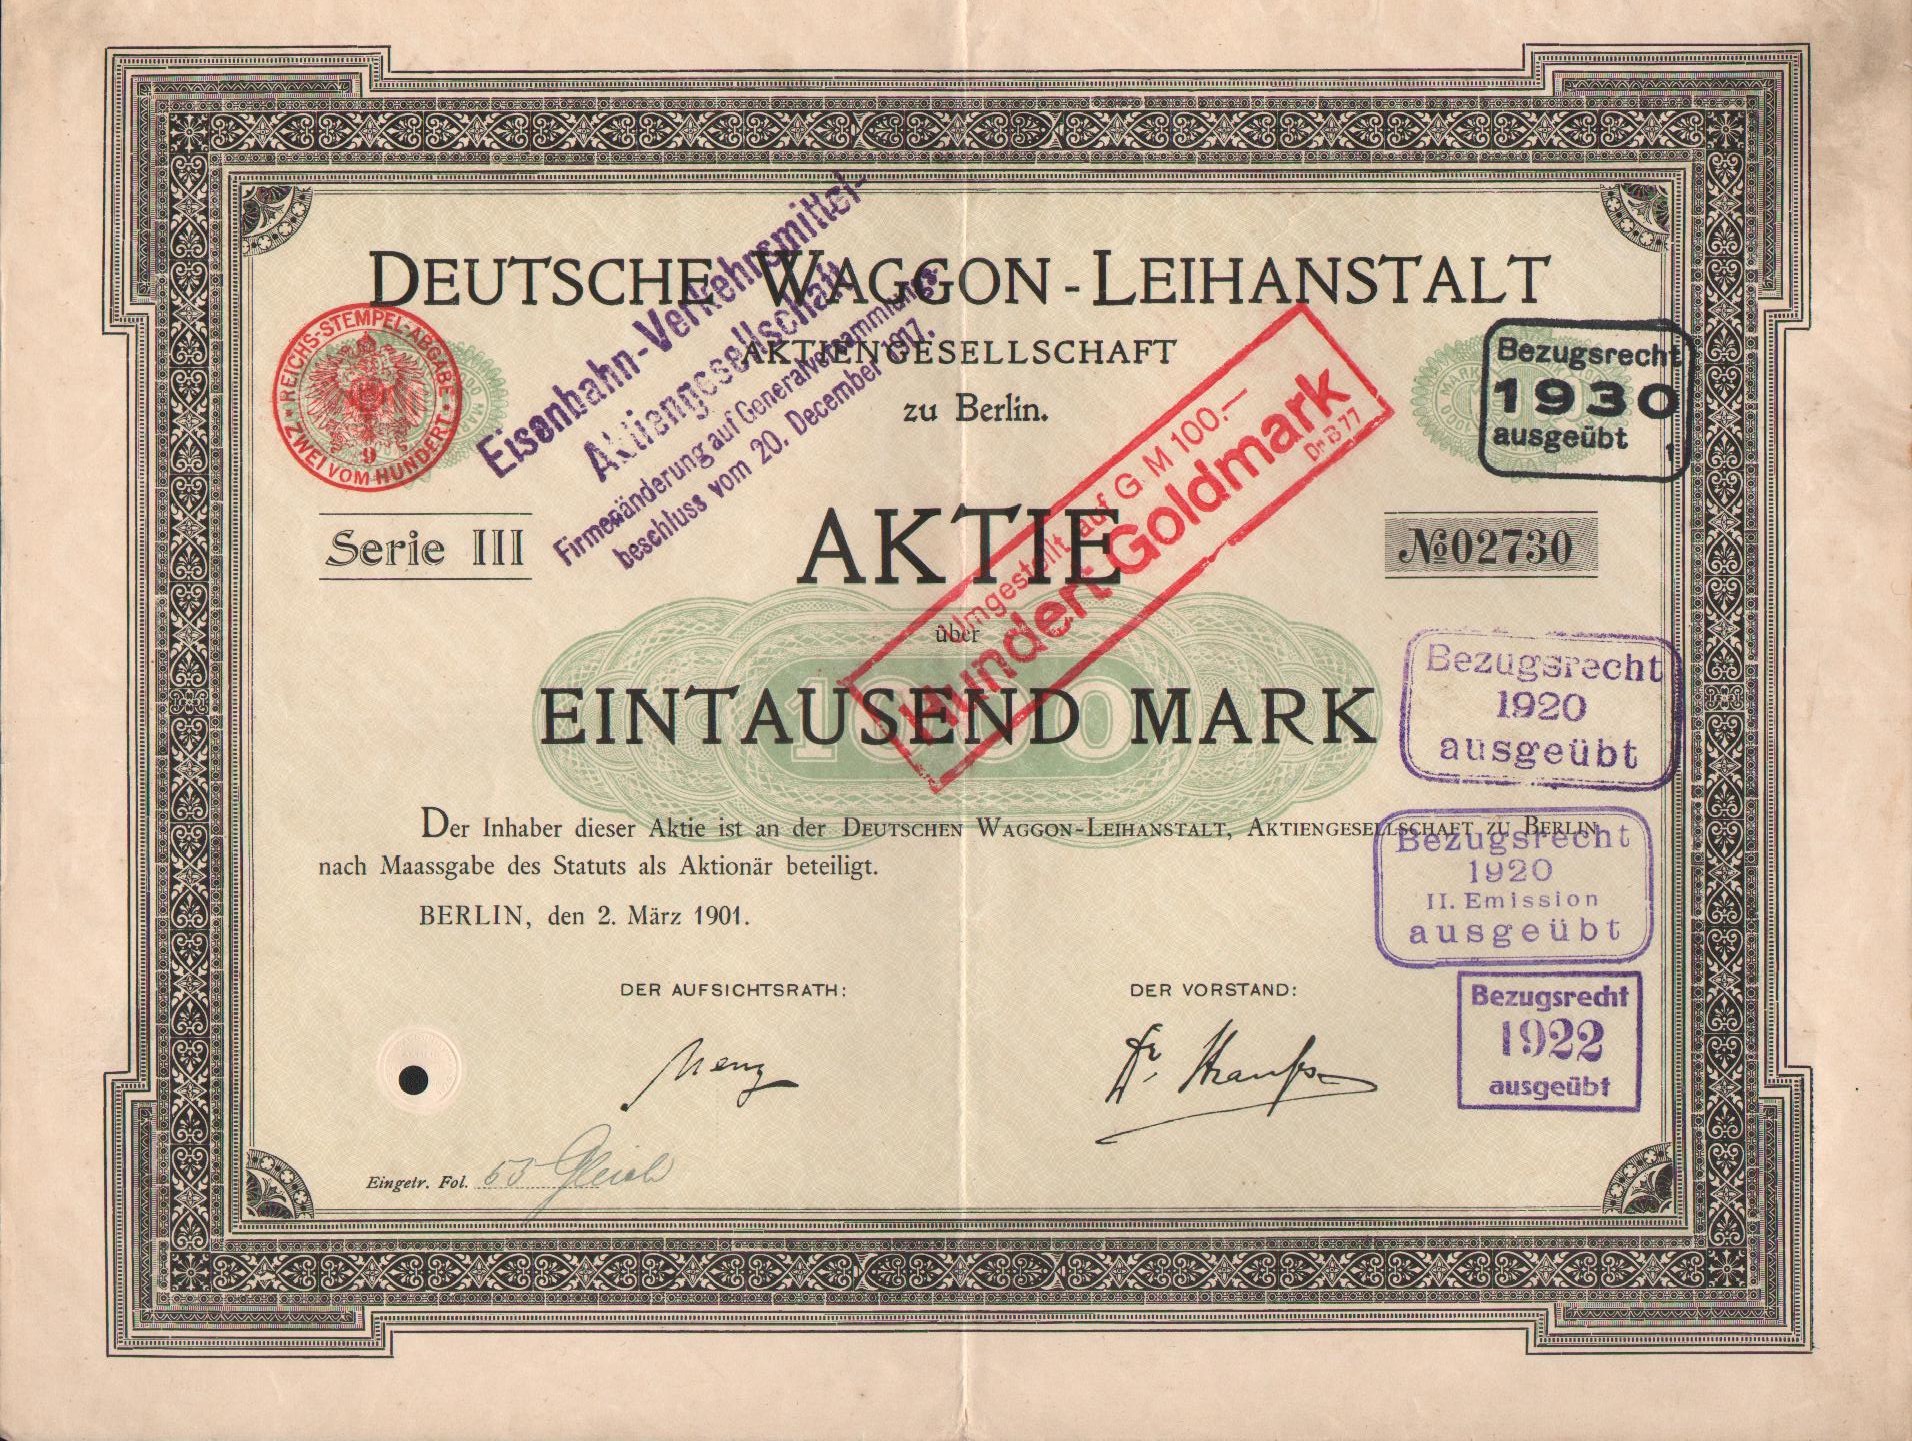 DEUTSCHE WAGGON-LEIHANSTALT
AKTIENGESELLSCHAFT
zu Berlin.
REICHS-STEMPEL-ABGABE
ZWEI VOM HUNDERT
9
Eisenbahn-Verkehrsmittel-
Aktiengesellschaft
Firmenänderung auf Generalversammlungs-
beschluss vom 20. December 1917.
Bezugsrecht
1930
ausgeübt
1
Serie III
AKTIE
№02730
über
EINTAUSEND MARK
1000
Umgestellt auf G M 100.—
Hundert Goldmark
Bezugsrecht
1920
ausgeübt
Der Inhaber dieser Aktie ist an der DEUTSCHEN WAGGON-LEIHANSTALT, AKTIENGESELLSCHAFT ZU BERLIN
nach Maassgabe des Statuts als Aktionär beteiligt.
Bezugsrecht
1920
II. Emission
ausgeübt
BERLIN, den 2. März 1901.
DER AUFSICHTSRATH:
DER VORSTAND:
Bezugsrecht
1922
ausgeübt
Eingetr. Fol. 55